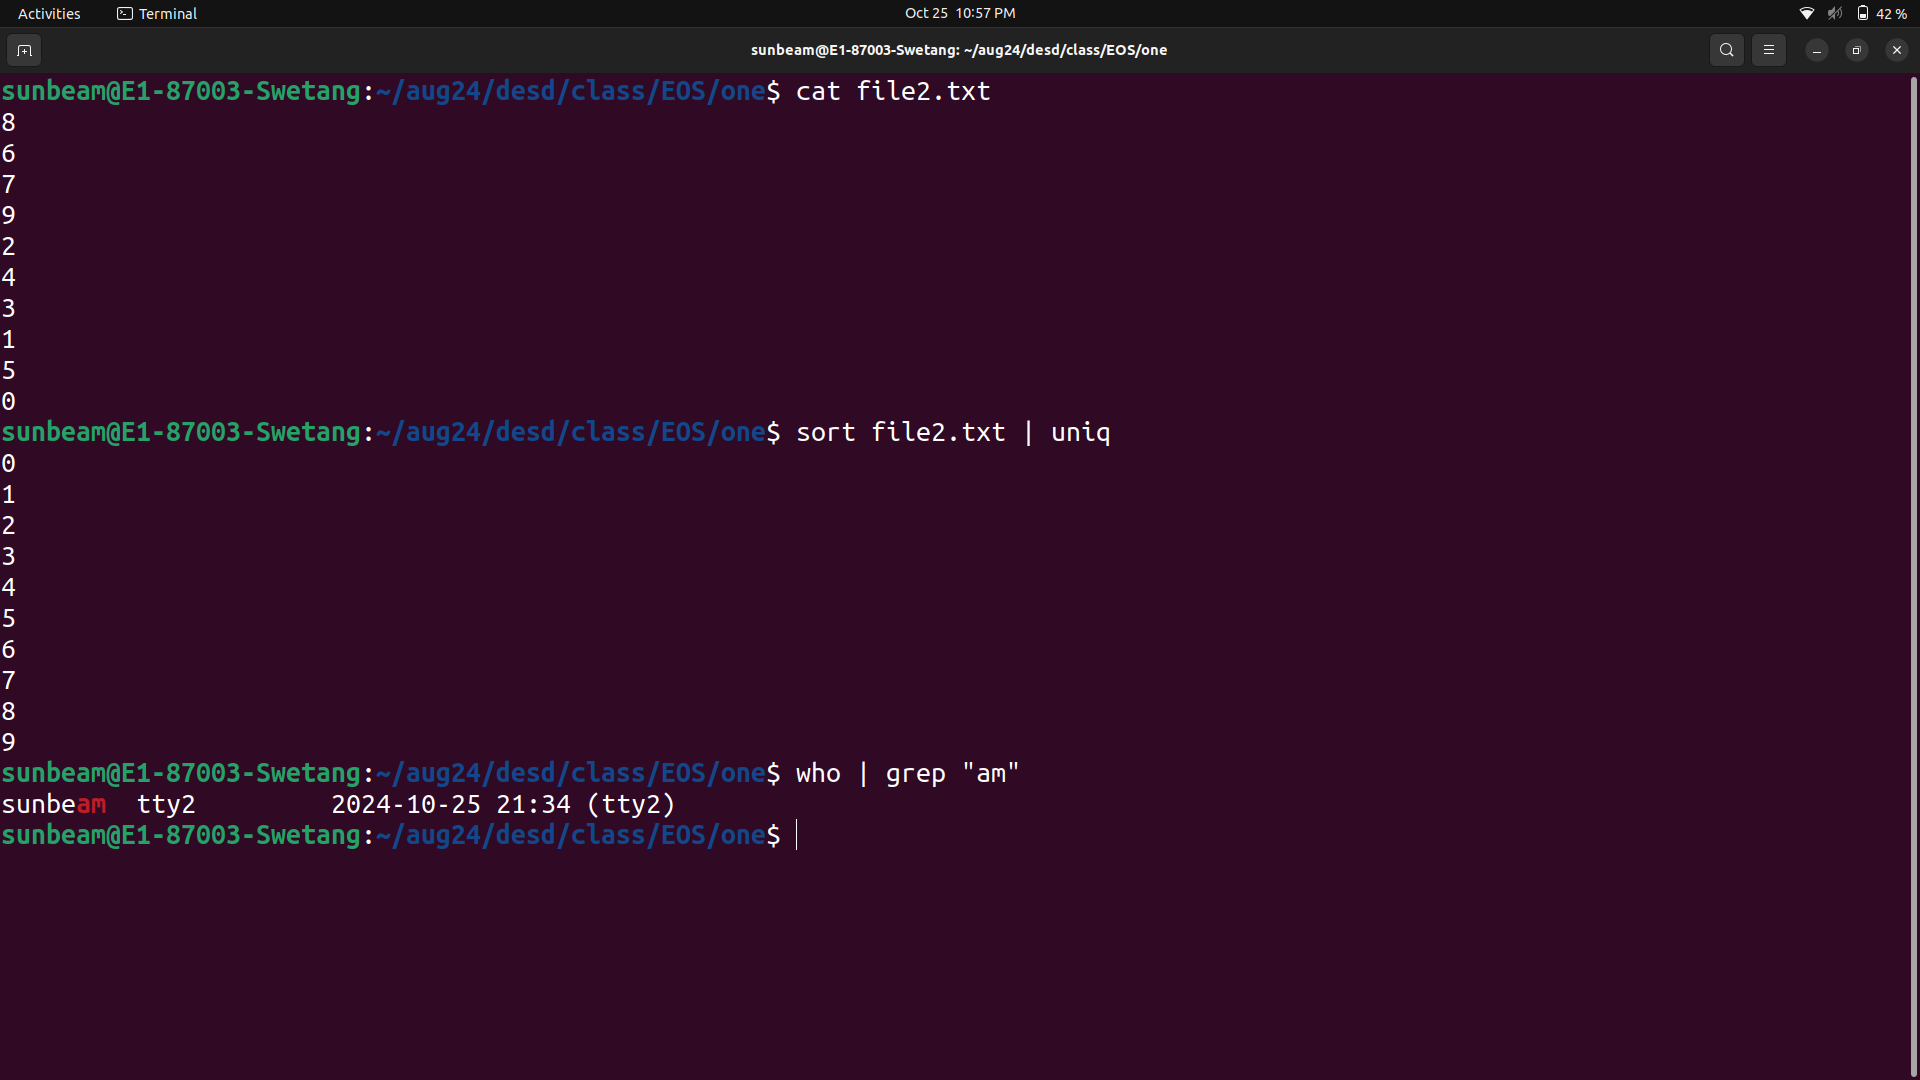 Activities Terminal Oct 25 10:57 PM 42 %
sunbeam@E1-87003-Swetang: ~/aug24/desd/class/EOS/one
sunbeam@E1-87003-Swetang:~/aug24/desd/class/EOS/one$ cat file2.txt
8
6
7
9
2
4
3
1
5
0
sunbeam@E1-87003-Swetang:~/aug24/desd/class/EOS/one$ sort file2.txt | uniq
0
1
2
3
4
5
6
7
8
9
sunbeam@E1-87003-Swetang:~/aug24/desd/class/EOS/one$ who | grep "am"
sunbeam  tty2         2024-10-25 21:34 (tty2)
sunbeam@E1-87003-Swetang:~/aug24/desd/class/EOS/one$